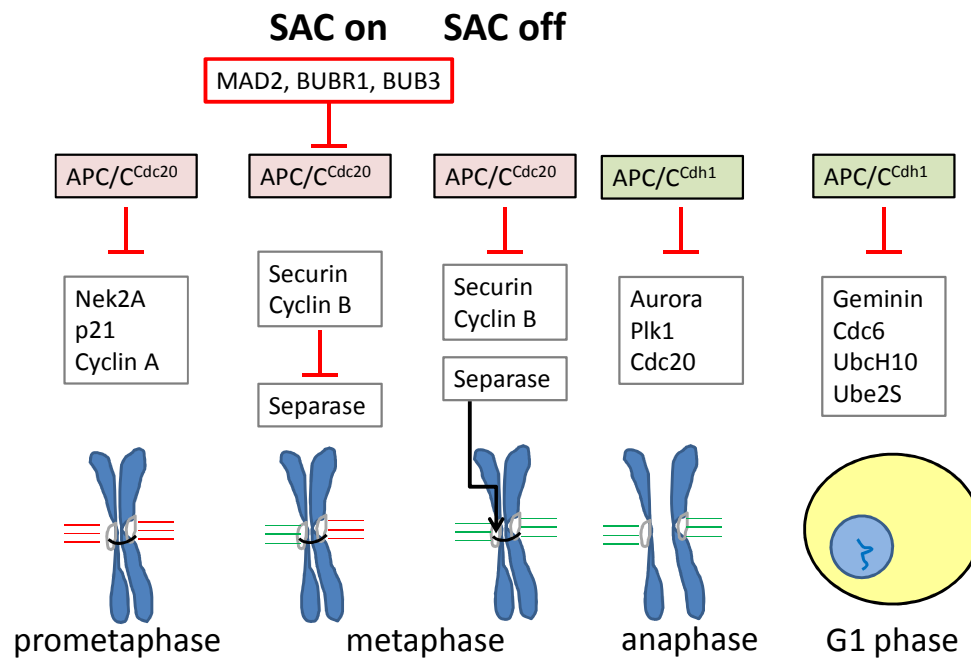 SAC on SAC off
MAD2, BUBR1, BUB3
APC/CCdc20 APC/CCdc20 APC/CCdc20 APC/CCdh1 APC/CCdh1
Nek2A
p21
Cyclin A
Securin
Cyclin B
Separase
Securin
Cyclin B
Separase
Aurora
Plk1
Cdc20
Geminin
Cdc6
UbcH10
Ube2S
prometaphase metaphase anaphase G1 phase